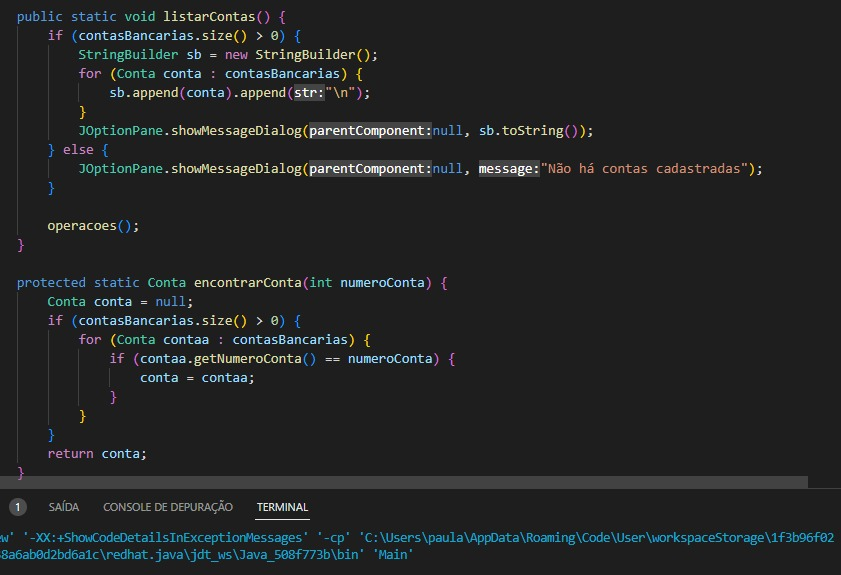 public static void listarContas() {
if (contasBancarias.size() > 0) {
StringBuilder sb = new StringBuilder();
for (Conta conta : contasBancarias) {
sb.append(conta).append(str:"\n");
}
JOptionPane.showMessageDialog(parentComponent:null, sb.toString());
} else {
JOptionPane.showMessageDialog(parentComponent:null, message:"Não há contas cadastradas");
}
operacoes();
}
protected static Conta encontrarConta(int numeroConta) {
Conta conta = null;
if (contasBancarias.size() > 0) {
for (Conta contaa : contasBancarias) {
if (contaa.getNumeroConta() == numeroConta) {
conta = contaa;
}
}
}
return conta;
}
1 SAÍDA CONSOLE DE DEPURAÇÃO TERMINAL
ew' '-XX:+ShowCodeDetailsInExceptionMessages' '-cp' 'C:\Users\paula\AppData\Roaming\Code\User\workspaceStorage\1f3b96f02
8a6ab0d2bd6a1c\redhat.java\jdt_ws\Java_508f773b\bin' 'Main'